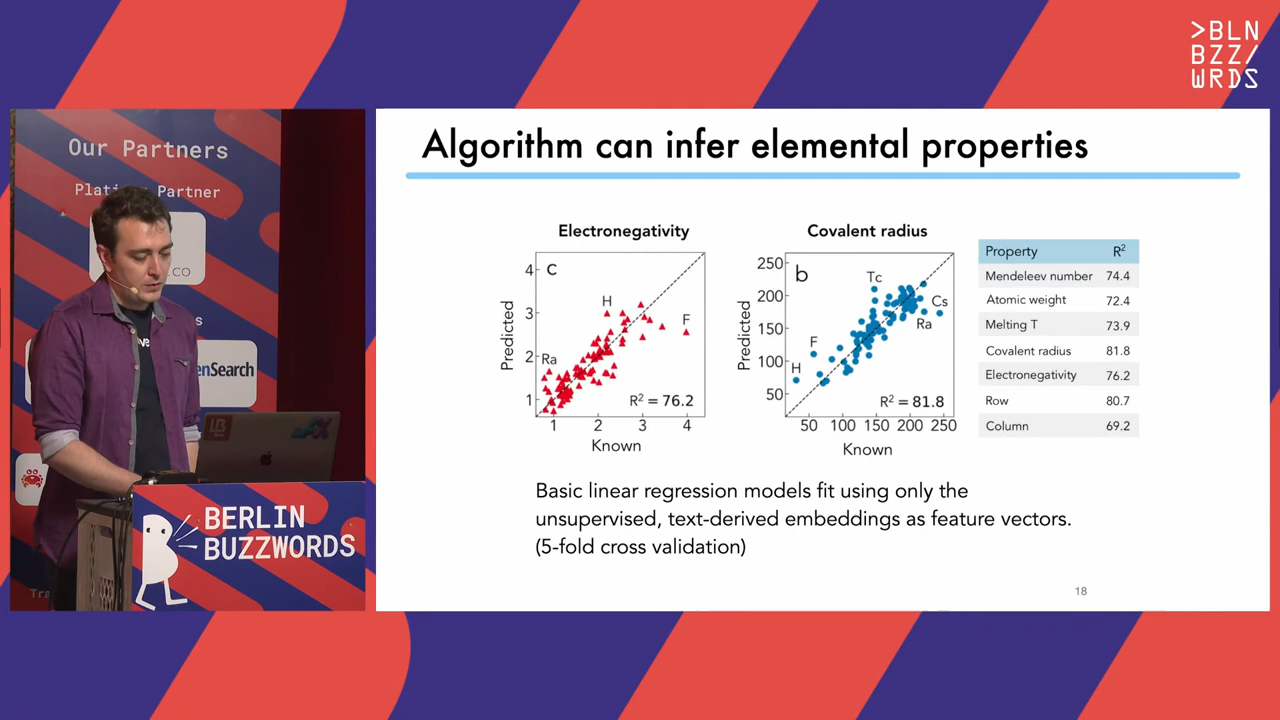 >BLN
BZZ/
WRDS
Our Partners
Partner
co
enSearch
BERLIN
BUZZWORDS
Algorithm can infer elemental properties
Electronegativity
c
4
3
2
1
1 2 3 4
H
F
Ra
R² = 76.2
Predicted
Known
Covalent radius
b
250
200
150
100
50
50 100 150 200 250
Tc
Cs
Ra
F
H
R² = 81.8
Predicted
Known
Property R²
Mendeleev number 74.4
Atomic weight 72.4
Melting T 73.9
Covalent radius 81.8
Electronegativity 76.2
Row 80.7
Column 69.2
Basic linear regression models fit using only the
unsupervised, text-derived embeddings as feature vectors.
(5-fold cross validation)
18